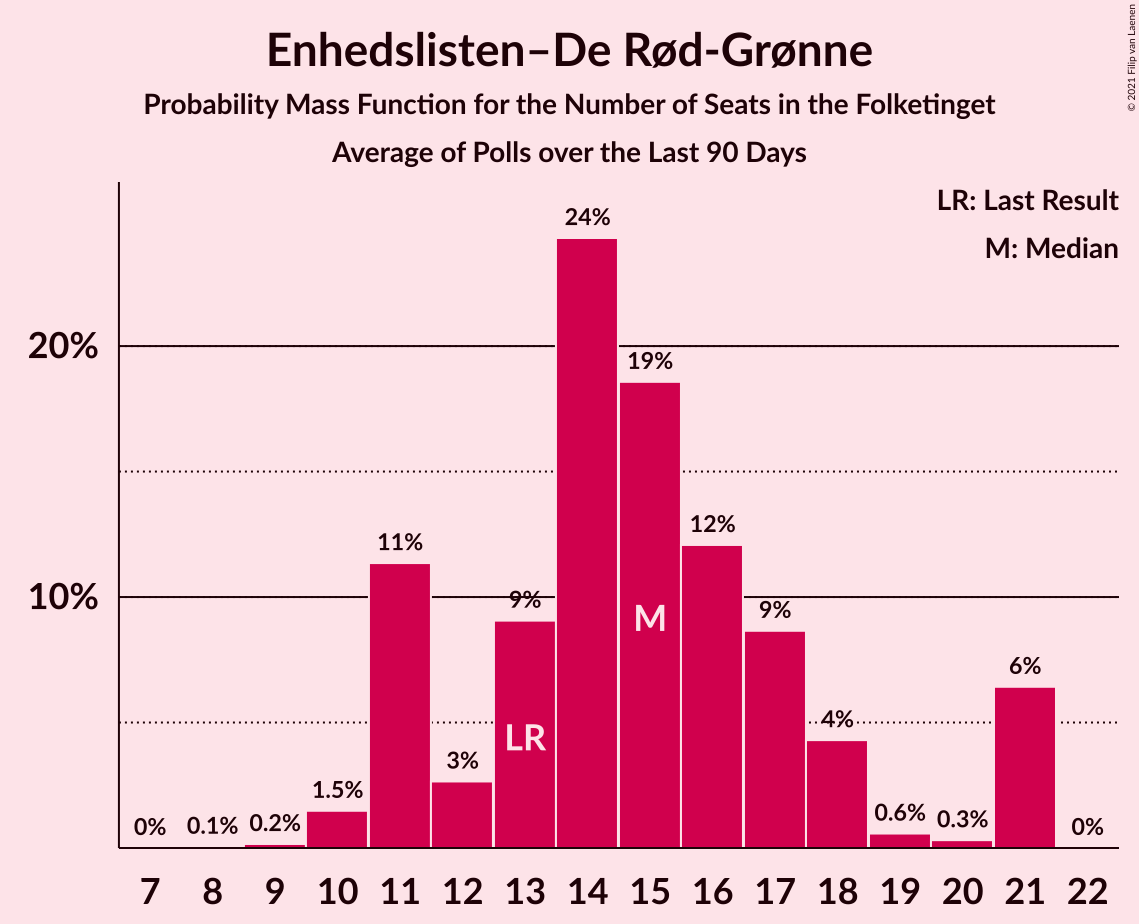 Enhedslisten–De Rød-Grønne
Probability Mass Function for the Number of Seats in the Folketinget
Average of Polls over the Last 90 Days
© 2021 Filip van Laenen
LR: Last Result
M: Median
20%
10%
0%
0.1%
0.2%
1.5%
11%
3%
9%
24%
19%
12%
9%
4%
0.6%
0.3%
6%
0%
LR
M
7 8 9 10 11 12 13 14 15 16 17 18 19 20 21 22